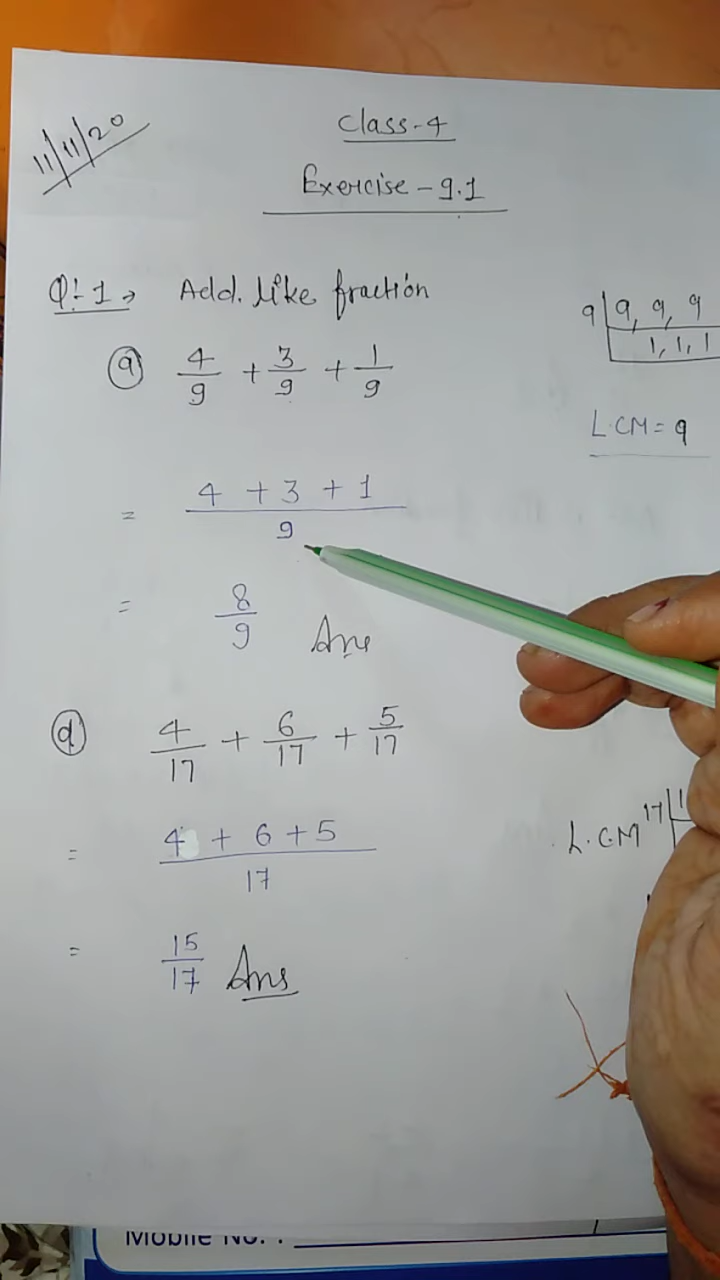 11/11/20
Class-4
Exercise - 9.1
Q!-1→ Add. like fraction
(a) 4/9 + 3/9 + 1/9
9 | 9, 9, 9
1, 1, 1
L.CM = 9
= 4 + 3 + 1 / 9
= 8/9 Ans
(d) 4/17 + 6/17 + 5/17
L.CM 17
= 4 + 6 + 5 / 17
= 15/17 Ans
Mobile No. :